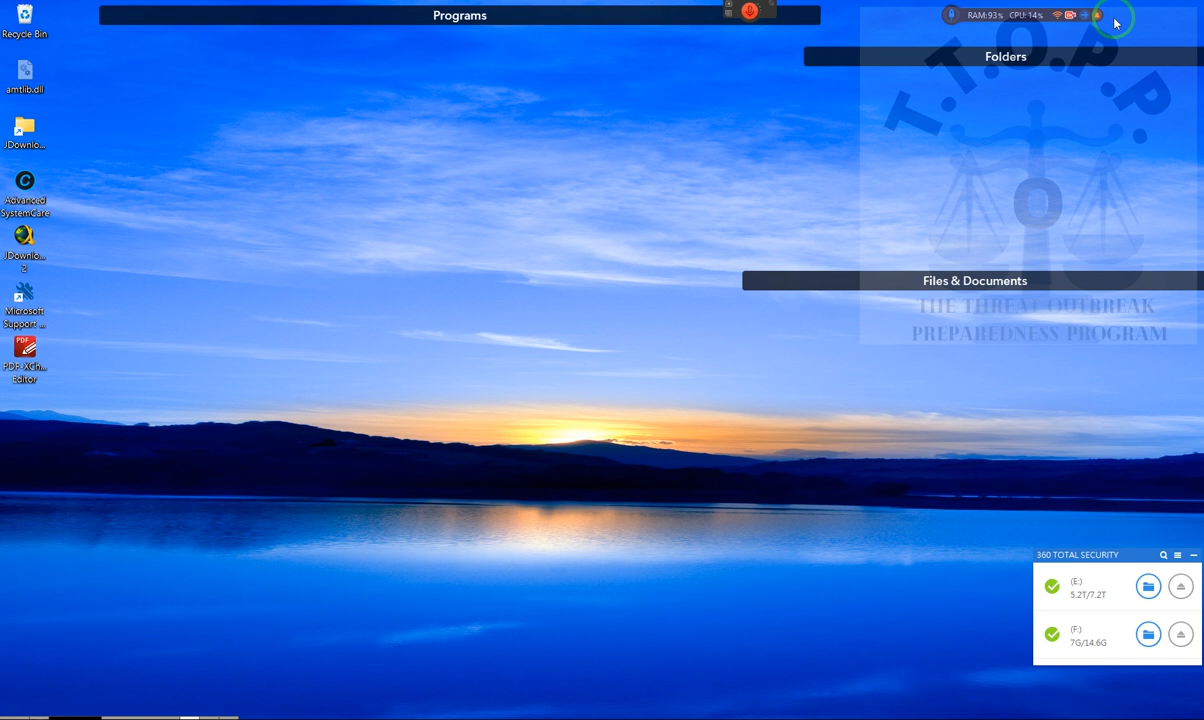 Programs
RAM:93% CPU: 14%
Folders
T.T.O.P.P.
Files & Documents
THE THREAT OUTBREAK
PREPAREDNESS PROGRAM
Recycle Bin
amtlib.dll
JDownlo...
Advanced
SystemCare
JDownlo...
2
Microsoft
Support ...
PDF
PDF-XCh...
Editor
360 TOTAL SECURITY
(E:)
5.2T/7.2T
(F:)
7G/14.6G